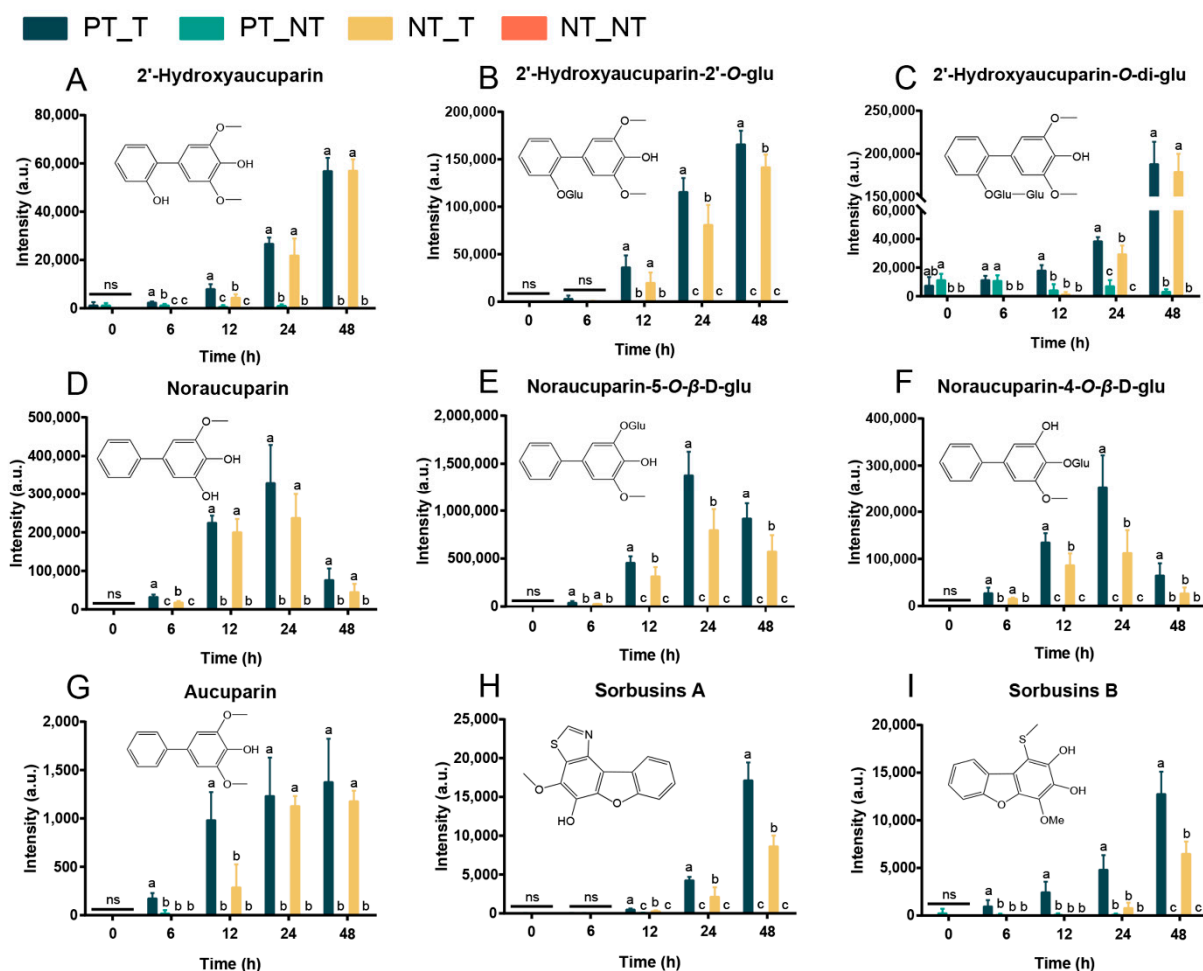 PT_T PT_NT NT_T NT_NT
A
2'-Hydroxyaucuparin
Intensity (a.u.)
80,000
60,000
40,000
20,000
0
OH
O
O
OH
ns
a b c c
a c b c
a b a b
a b a b
0 6 12 24 48
Time (h)
B
2'-Hydroxyaucuparin-2'-O-glu
Intensity (a.u.)
200,000
150,000
100,000
50,000
0
O
OH
O
OGlu
ns
ns
a b a b
a c b c
a c b c
0 6 12 24 48
Time (h)
C
2'-Hydroxyaucuparin-O-di-glu
Intensity (a.u.)
250,000
200,000
150,000
60,000
40,000
20,000
0
O
OH
O
OGlu—Glu
ab a b b
a a b b
a b b b
a c b c
a b a b
0 6 12 24 48
Time (h)
D
Noraucuparin
Intensity (a.u.)
500,000
400,000
300,000
200,000
100,000
0
O
OH
OH
ns
a c b c
a b a b
a b a b
a b a b
0 6 12 24 48
Time (h)
E
Noraucuparin-5-O-β-D-glu
Intensity (a.u.)
2,000,000
1,500,000
1,000,000
500,000
0
OGlu
OH
O
ns
a b a b
a c b c
a c b c
a c b c
0 6 12 24 48
Time (h)
F
Noraucuparin-4-O-β-D-glu
Intensity (a.u.)
400,000
300,000
200,000
100,000
0
OH
OGlu
O
ns
a b a b
a c b c
a c b c
a b b b
0 6 12 24 48
Time (h)
G
Aucuparin
Intensity (a.u.)
2,000
1,500
1,000
500
0
O
OH
O
ns
a b b b
a b b b
a b a b
a b a b
0 6 12 24 48
Time (h)
H
Sorbusins A
Intensity (a.u.)
25,000
20,000
15,000
10,000
5,000
0
S
N
O
O
HO
ns
ns
a c b c
a c b c
a c b c
0 6 12 24 48
Time (h)
I
Sorbusins B
Intensity (a.u.)
20,000
15,000
10,000
5,000
0
S
OH
OH
O
OMe
ns
a b b b
a b b b
a b b b
a c b c
0 6 12 24 48
Time (h)